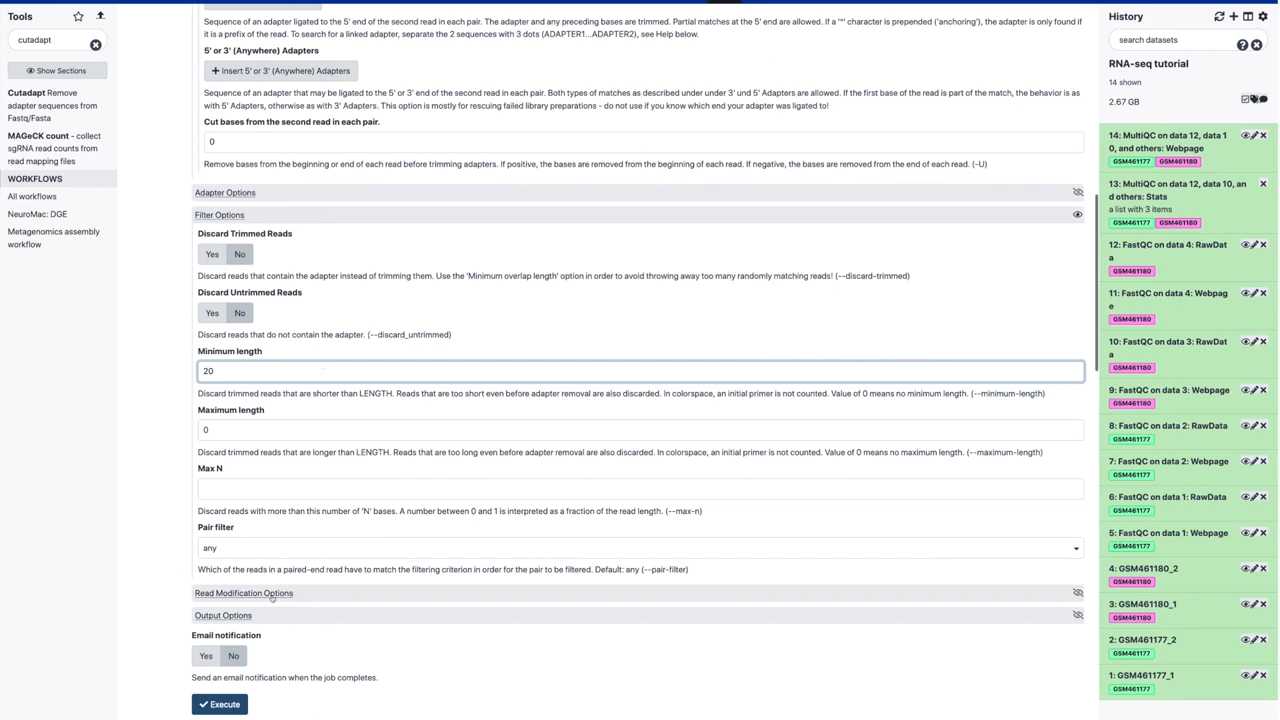 Tools
cutadapt
Show Sections
Cutadapt Remove
adapter sequences from
Fastq/Fasta
MAGeCK count - collect
sgRNA read counts from
read mapping files
WORKFLOWS
All workflows
NeuroMac: DGE
Metagenomics assembly
workflow
Sequence of an adapter ligated to the 5' end of the second read in each pair. The adapter and any preceding bases are trimmed. Partial matches at the 5' end are allowed. If a '^' character is prepended ('anchoring'), the adapter is only found if
it is a prefix of the read. To search for a linked adapter, separate the 2 sequences with 3 dots (ADAPTER1...ADAPTER2), see Help below.
5' or 3' (Anywhere) Adapters
+ Insert 5' or 3' (Anywhere) Adapters
Sequence of an adapter that may be ligated to the 5' or 3' end of the second read in each pair. Both types of matches as described under under 3' und 5' Adapters are allowed. If the first base of the read is part of the match, the behavior is as
with 5' Adapters, otherwise as with 3' Adapters. This option is mostly for rescuing failed library preparations - do not use if you know which end your adapter was ligated to!
Cut bases from the second read in each pair.
0
Remove bases from the beginning or end of each read before trimming adapters. If positive, the bases are removed from the beginning of each read. If negative, the bases are removed from the end of each read. (-U)
Adapter Options
Filter Options
Discard Trimmed Reads
Yes No
Discard reads that contain the adapter instead of trimming them. Use the 'Minimum overlap length' option in order to avoid throwing away too many randomly matching reads! (--discard-trimmed)
Discard Untrimmed Reads
Yes No
Discard reads that do not contain the adapter. (--discard_untrimmed)
Minimum length
20
Discard trimmed reads that are shorter than LENGTH. Reads that are too short even before adapter removal are also discarded. In colorspace, an initial primer is not counted. Value of 0 means no minimum length. (--minimum-length)
Maximum length
0
Discard trimmed reads that are longer than LENGTH. Reads that are too long even before adapter removal are also discarded. In colorspace, an initial primer is not counted. Value of 0 means no maximum length. (--maximum-length)
Max N
Discard reads with more than this number of 'N' bases. A number between 0 and 1 is interpreted as a fraction of the read length. (--max-n)
Pair filter
any
Which of the reads in a paired-end read have to match the filtering criterion in order for the pair to be filtered. Default: any (--pair-filter)
Read Modification Options
Output Options
Email notification
Yes No
Send an email notification when the job completes.
Execute
History
search datasets
RNA-seq tutorial
14 shown
2.67 GB
14: MultiQC on data 12, data 1
0, and others: Webpage
GSM461177 GSM461180
13: MultiQC on data 12, data 10, an
d others: Stats
a list with 3 items
GSM461177 GSM461180
12: FastQC on data 4: RawDat
a
GSM461180
11: FastQC on data 4: Webpag
e
GSM461180
10: FastQC on data 3: RawDat
a
GSM461180
9: FastQC on data 3: Webpage
GSM461180
8: FastQC on data 2: RawData
GSM461177
7: FastQC on data 2: Webpage
GSM461177
6: FastQC on data 1: RawData
GSM461177
5: FastQC on data 1: Webpage
GSM461177
4: GSM461180_2
GSM461180
3: GSM461180_1
GSM461180
2: GSM461177_2
GSM461177
1: GSM461177_1
GSM461177